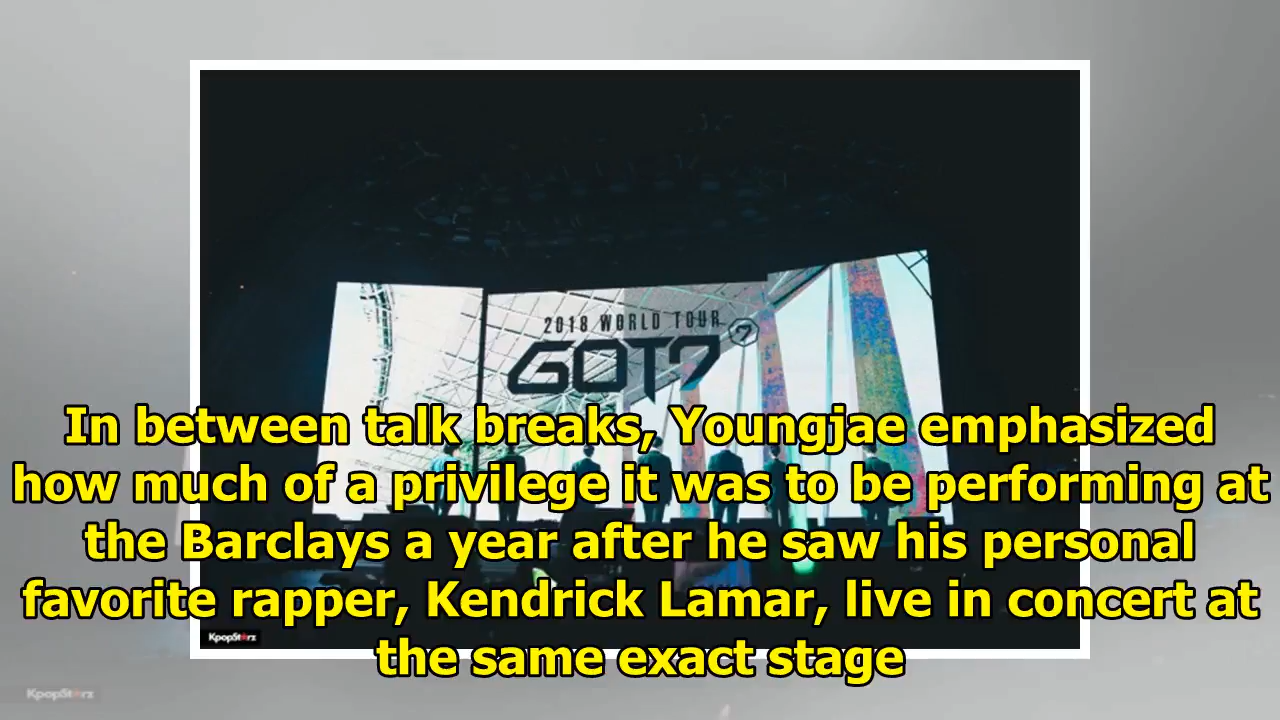 2018 WORLD TOUR
GOT7
7
In between talk breaks, Youngjae emphasized
how much of a privilege it was to be performing at
the Barclays a year after he saw his personal
favorite rapper, Kendrick Lamar, live in concert at
KpopStarz
the same exact stage
KpopStarz